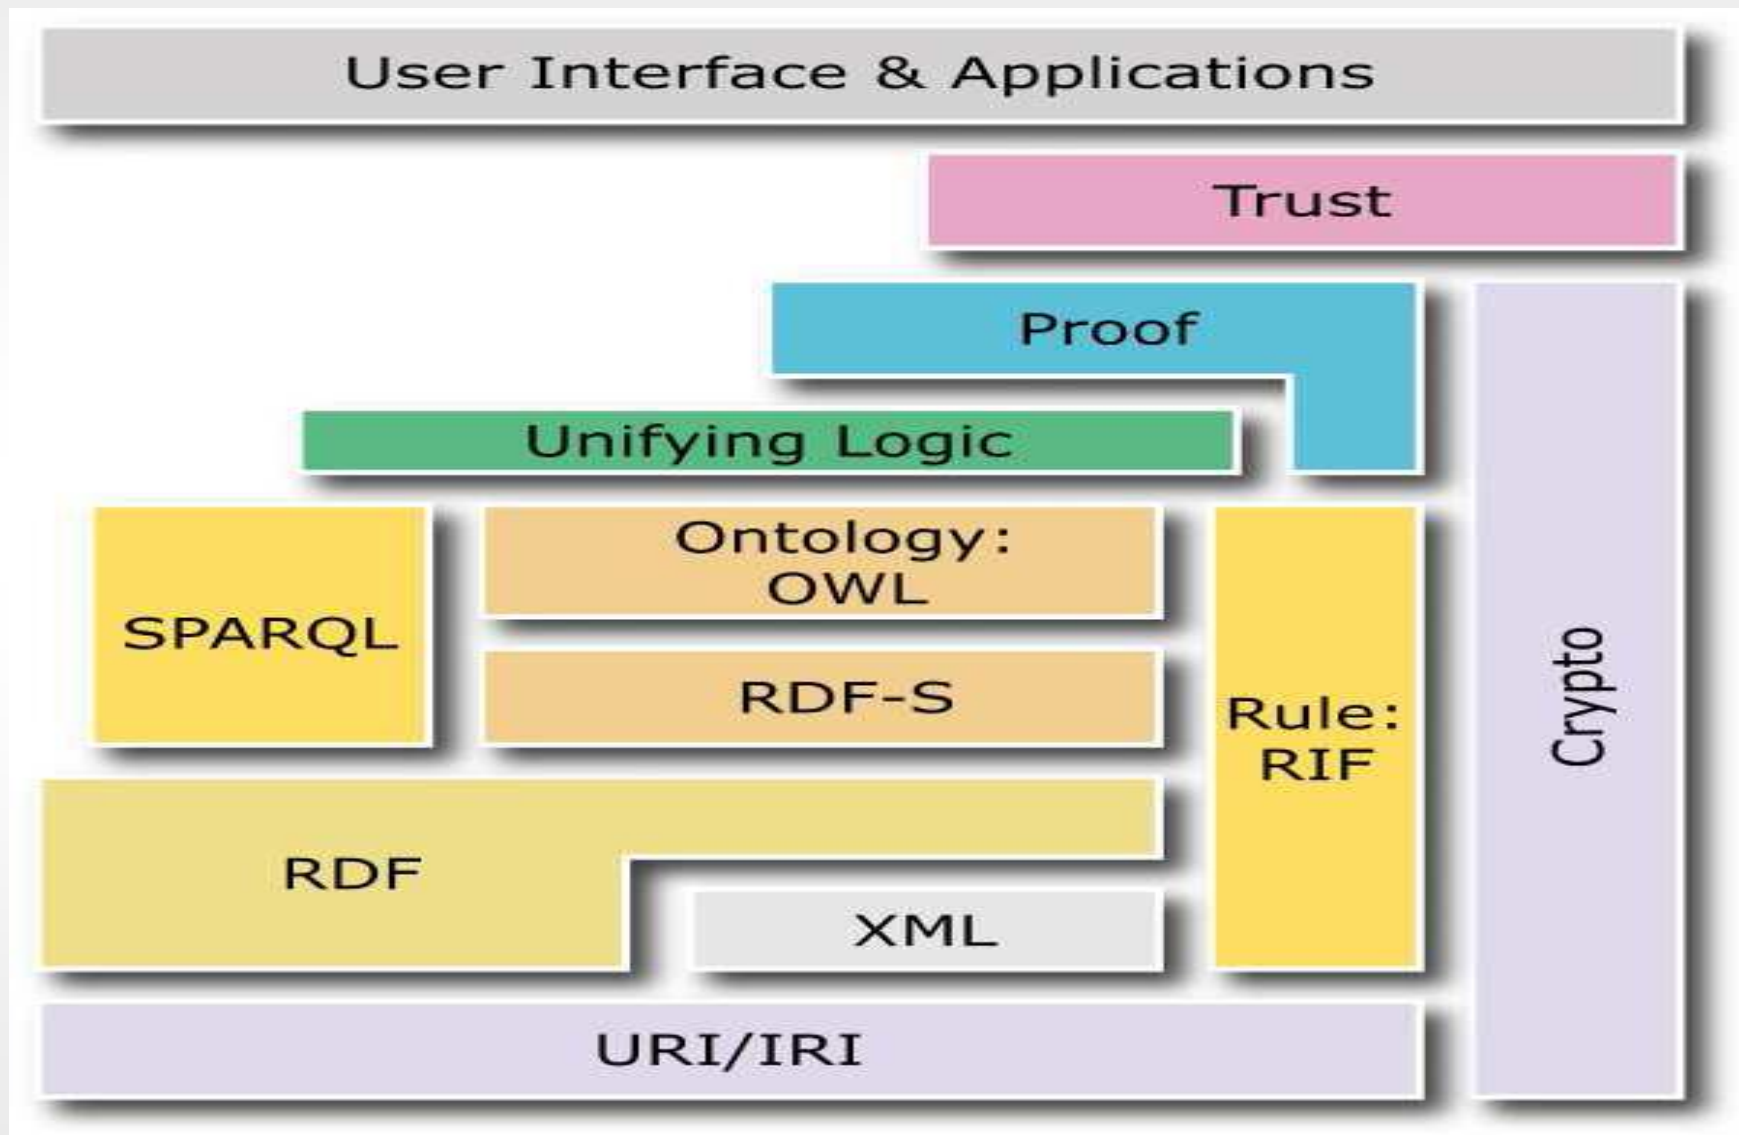 User Interface & Applications
Trust
Proof
Unifying Logic
Ontology:
OWL
SPARQL
RDF-S
Rule:
RIF
Crypto
RDF
XML
URI/IRI